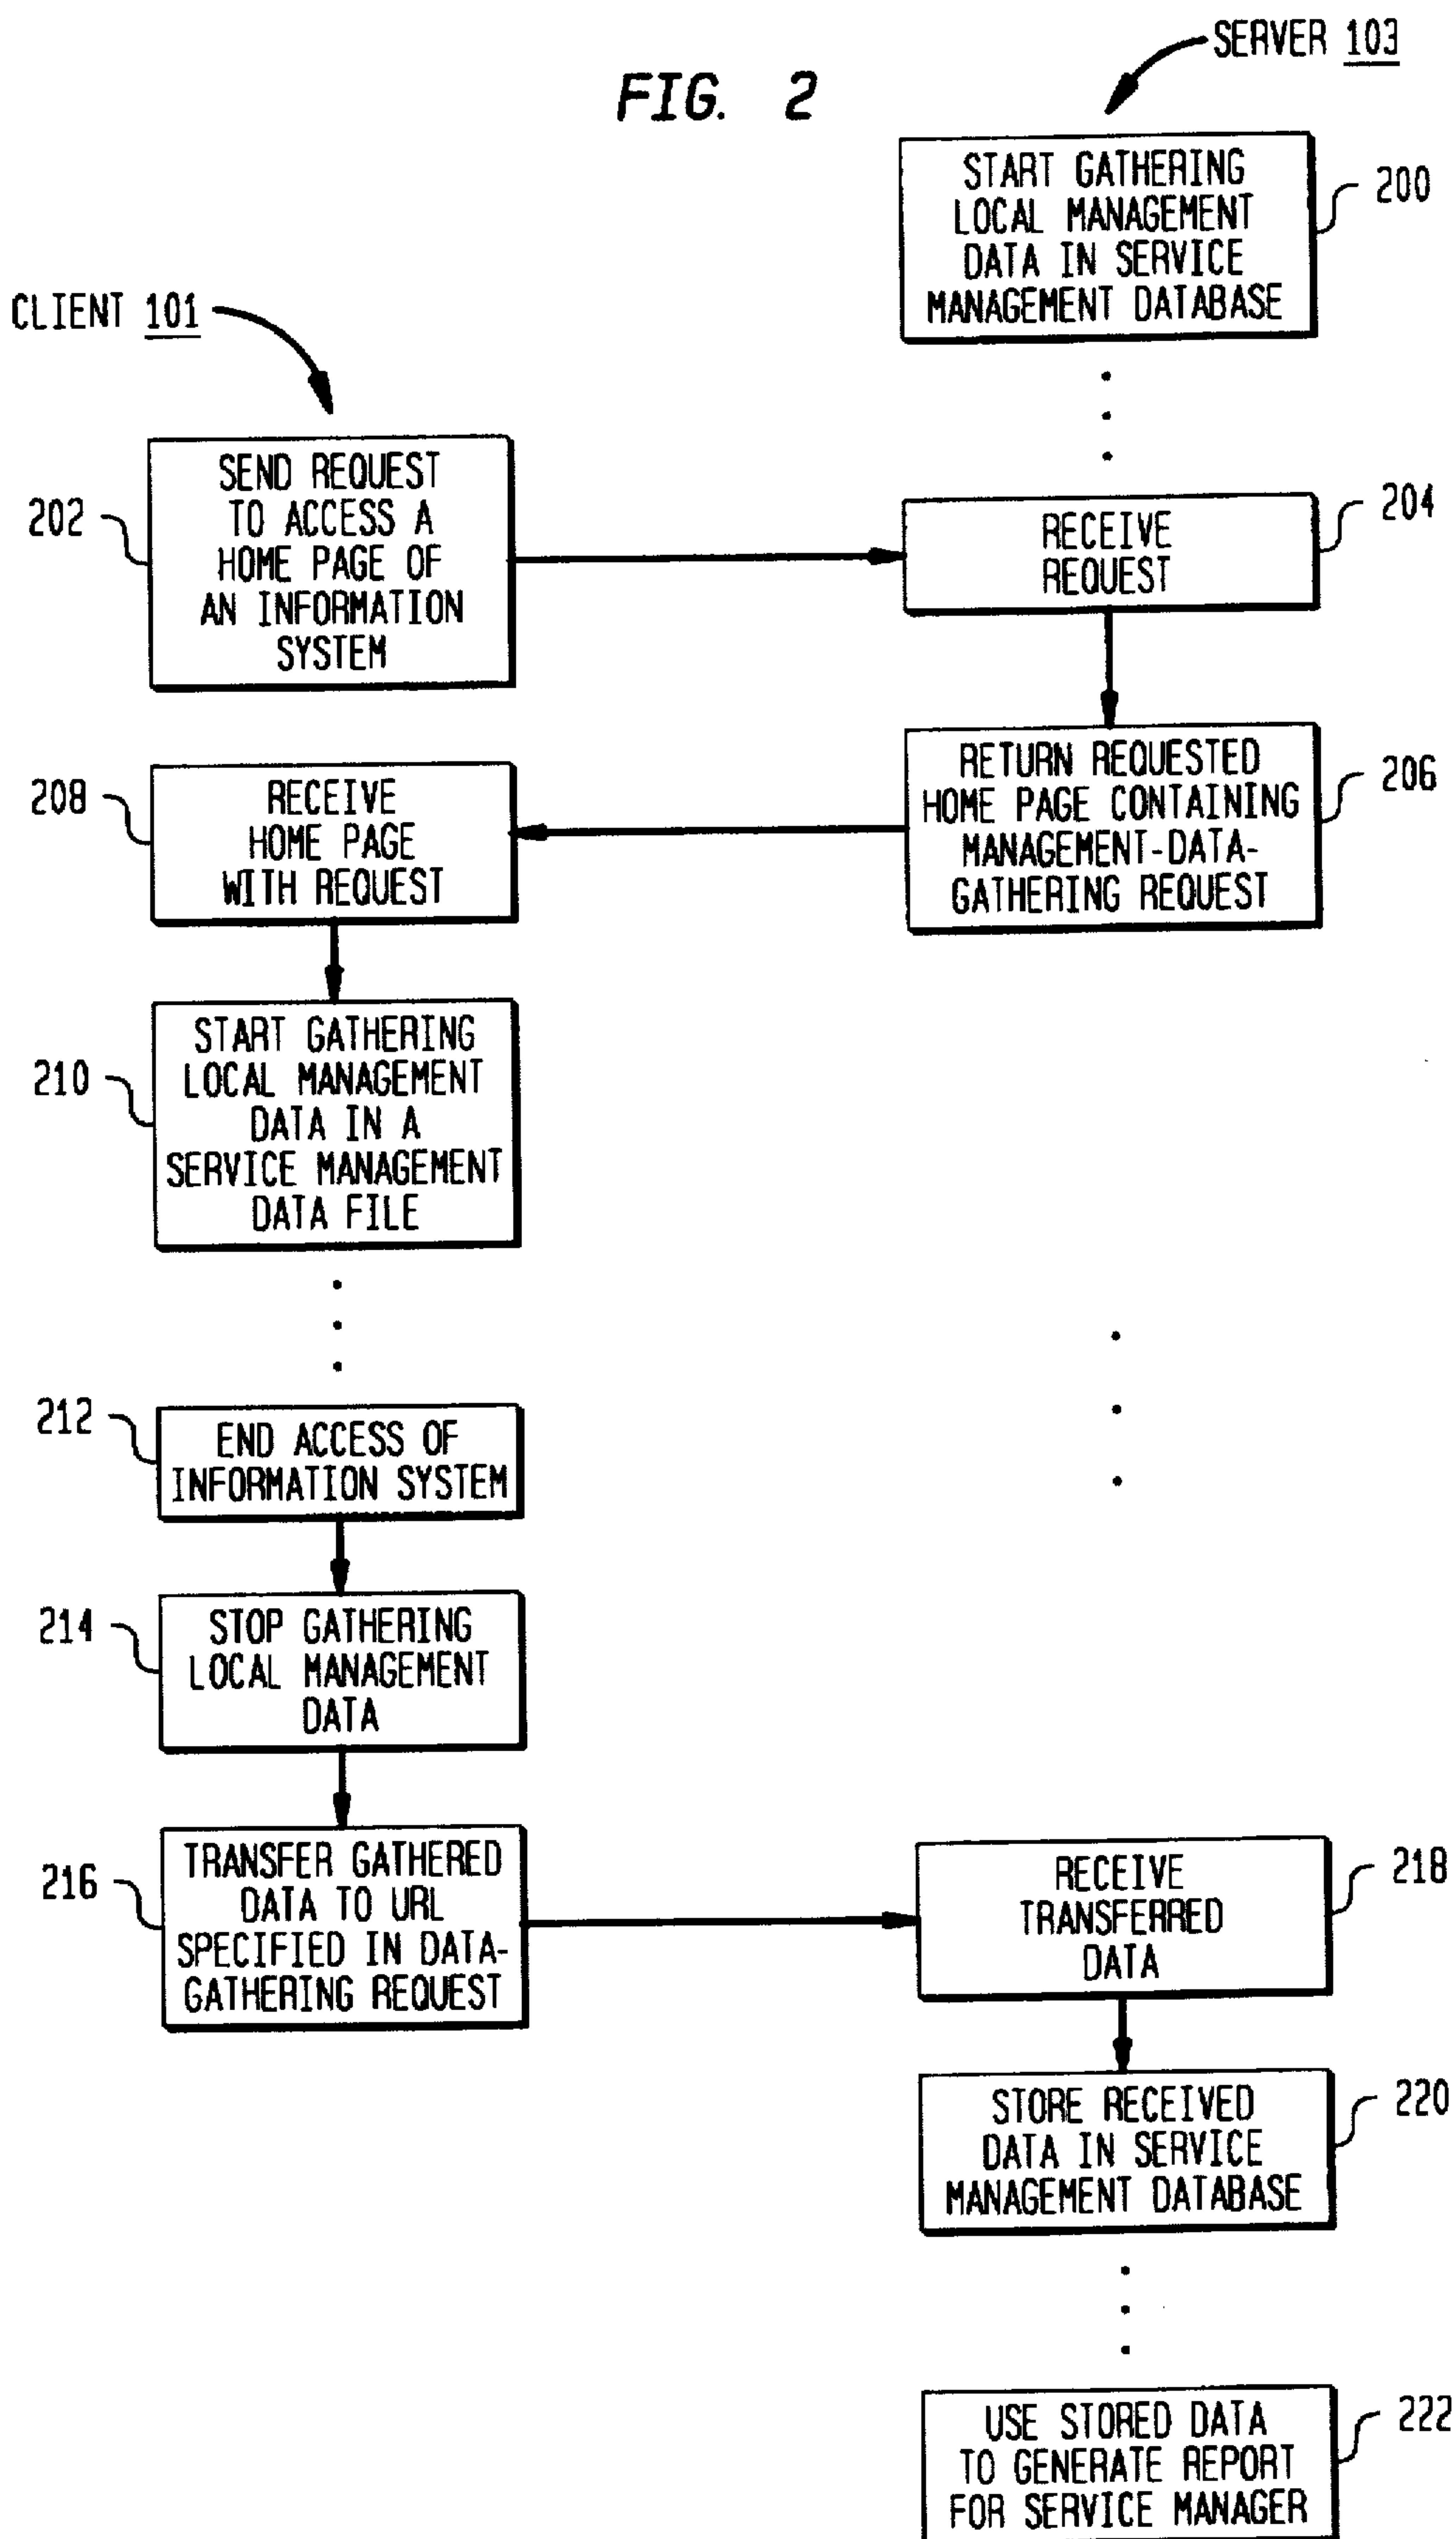 SERVER 103
FIG. 2
START GATHERING
LOCAL MANAGEMENT
DATA IN SERVICE
MANAGEMENT DATABASE
200
CLIENT 101
SEND REQUEST
TO ACCESS A
HOME PAGE OF
AN INFORMATION
SYSTEM
202
RECEIVE
REQUEST
204
RETURN REQUESTED
HOME PAGE CONTAINING
MANAGEMENT-DATA-
GATHERING REQUEST
206
208
RECEIVE
HOME PAGE
WITH REQUEST
210
START GATHERING
LOCAL MANAGEMENT
DATA IN A
SERVICE MANAGEMENT
DATA FILE
212
END ACCESS OF
INFORMATION SYSTEM
214
STOP GATHERING
LOCAL MANAGEMENT
DATA
216
TRANSFER GATHERED
DATA TO URL
SPECIFIED IN DATA-
GATHERING REQUEST
RECEIVE
TRANSFERRED
DATA
218
STORE RECEIVED
DATA IN SERVICE
MANAGEMENT DATABASE
220
USE STORED DATA
TO GENERATE REPORT
FOR SERVICE MANAGER
222